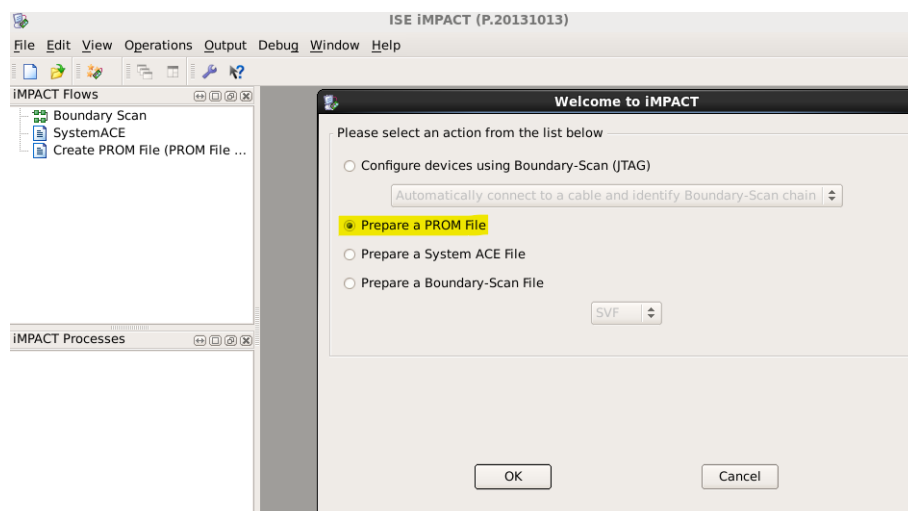 ISE iMPACT (P.20131013)
File Edit View Operations Output Debug Window Help
iMPACT Flows
Boundary Scan
SystemACE
Create PROM File (PROM File ...
iMPACT Processes
Welcome to iMPACT
Please select an action from the list below
Configure devices using Boundary-Scan (JTAG)
Automatically connect to a cable and identify Boundary-Scan chain
Prepare a PROM File
Prepare a System ACE File
Prepare a Boundary-Scan File
SVF
OK Cancel